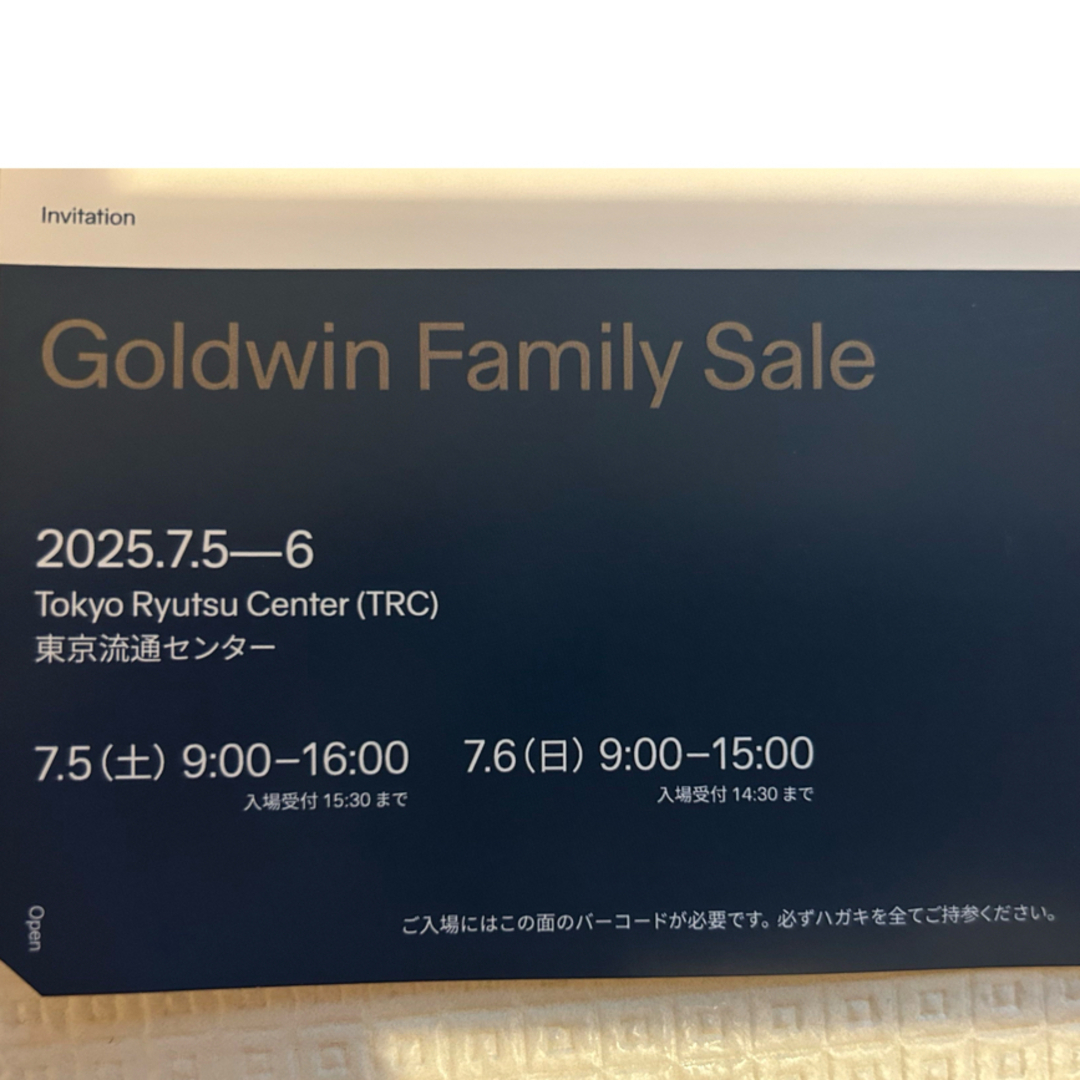 Invitation
Goldwin Family Sale
2025.7.5—6
Tokyo Ryutsu Center (TRC)
東京流通センター
7.5(土) 9:00–16:00
入場受付 15:30 まで
7.6(日) 9:00–15:00
入場受付 14:30 まで
Open
ご入場にはこの面のバーコードが必要です。必ずハガキを全てご持参ください。